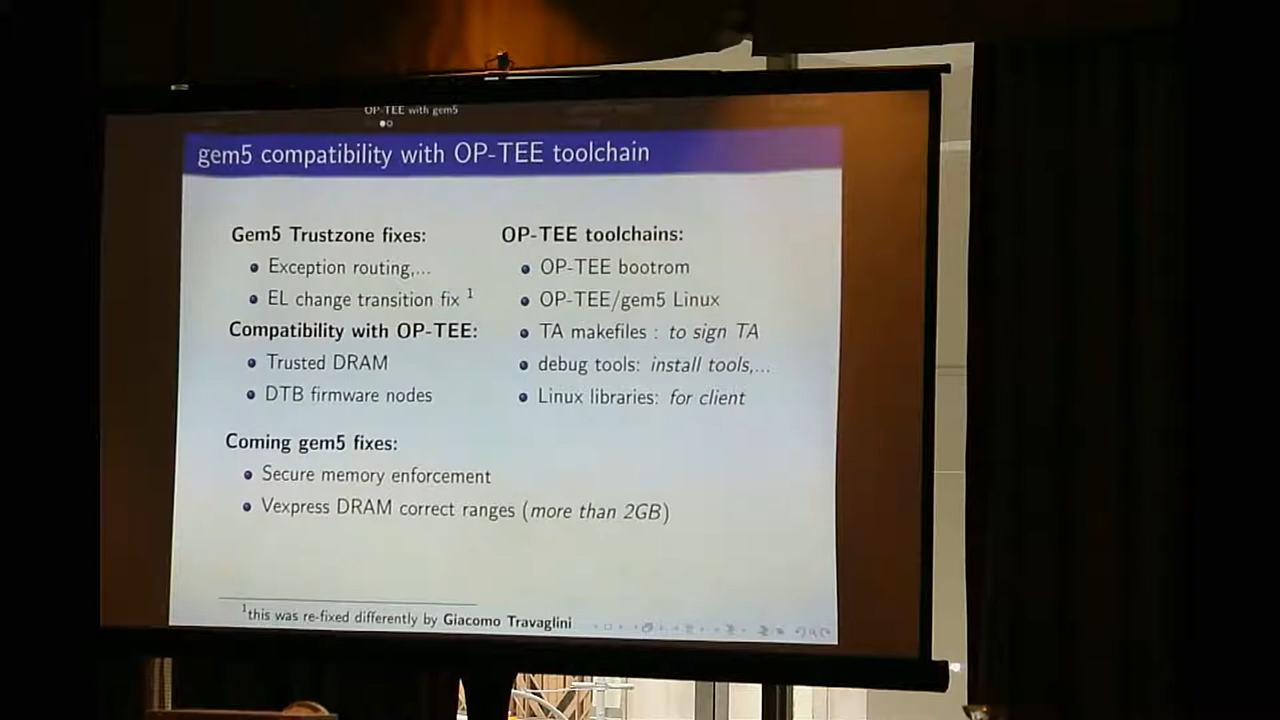 OP-TEE with gem5
gem5 compatibility with OP-TEE toolchain
Gem5 Trustzone fixes:
Exception routing,...
EL change transition fix 1
Compatibility with OP-TEE:
Trusted DRAM
DTB firmware nodes
OP-TEE toolchains:
OP-TEE bootrom
OP-TEE/gem5 Linux
TA makefiles : to sign TA
debug tools: install tools,...
Linux libraries: for client
Coming gem5 fixes:
Secure memory enforcement
Vexpress DRAM correct ranges (more than 2GB)
1this was re-fixed differently by Giacomo Travaglini